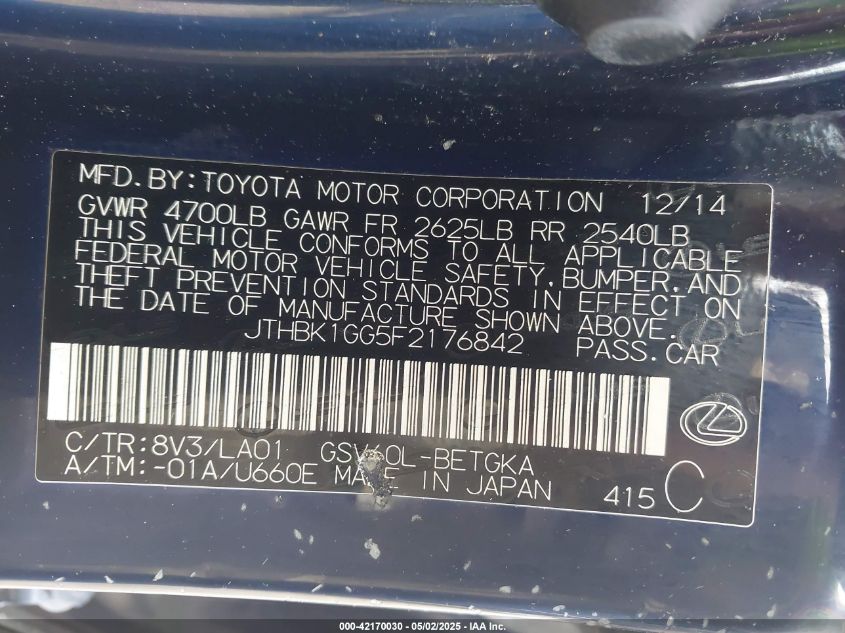 MFD.BY:TOYOTA MOTOR CORPORATION 12/14
GVWR 4700LB GAWR FR 2625LB RR 2540LB
THIS VEHICLE CONFORMS TO ALL APPLICABLE
FEDERAL MOTOR VEHICLE SAFETY,BUMPER,AND
THEFT PREVENTION STANDARDS IN EFFECT ON
THE DATE OF MANUFACTURE SHOWN ABOVE.
JTHBK1GG5F2176842 PASS.CAR
C/TR:8V3/LA01 GSV60L-BETGKA
A/TM:-01A/U660E MADE IN JAPAN 415 C
000-42170030 - 05/02/2025 - IAA Inc.